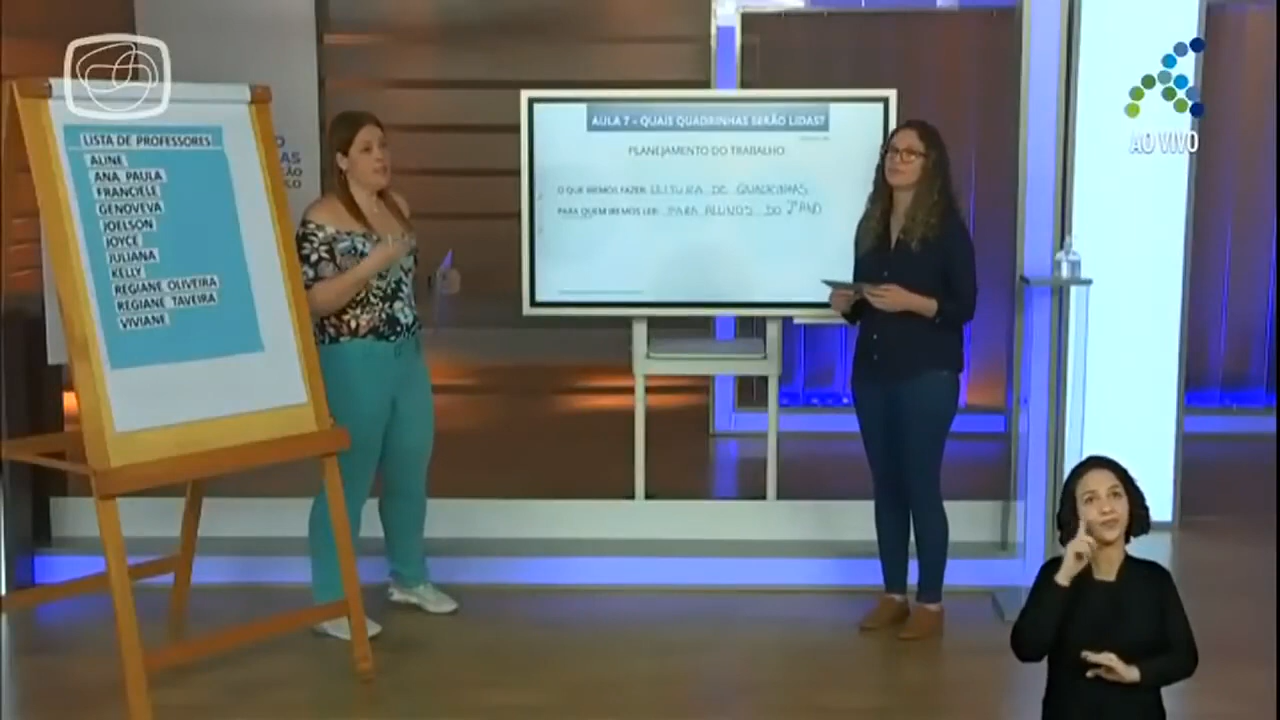 LISTA DE PROFESSORES
ALINE
ANA PAULA
FRANCIELE
GENOVEVA
JOELSON
JOYCE
JULIANA
KELLY
REGIANE OLIVEIRA
REGIANE TAVEIRA
VIVIANE
AULA 7 - QUAIS QUADRINHAS SERÃO LIDAS?
PLANEJAMENTO DO TRABALHO
O QUE IREMOS FAZER: LEITURA DE QUADRINHAS
PARA QUEM IREMOS LER: PARA ALUNOS DO 2º ANO
AO VIVO